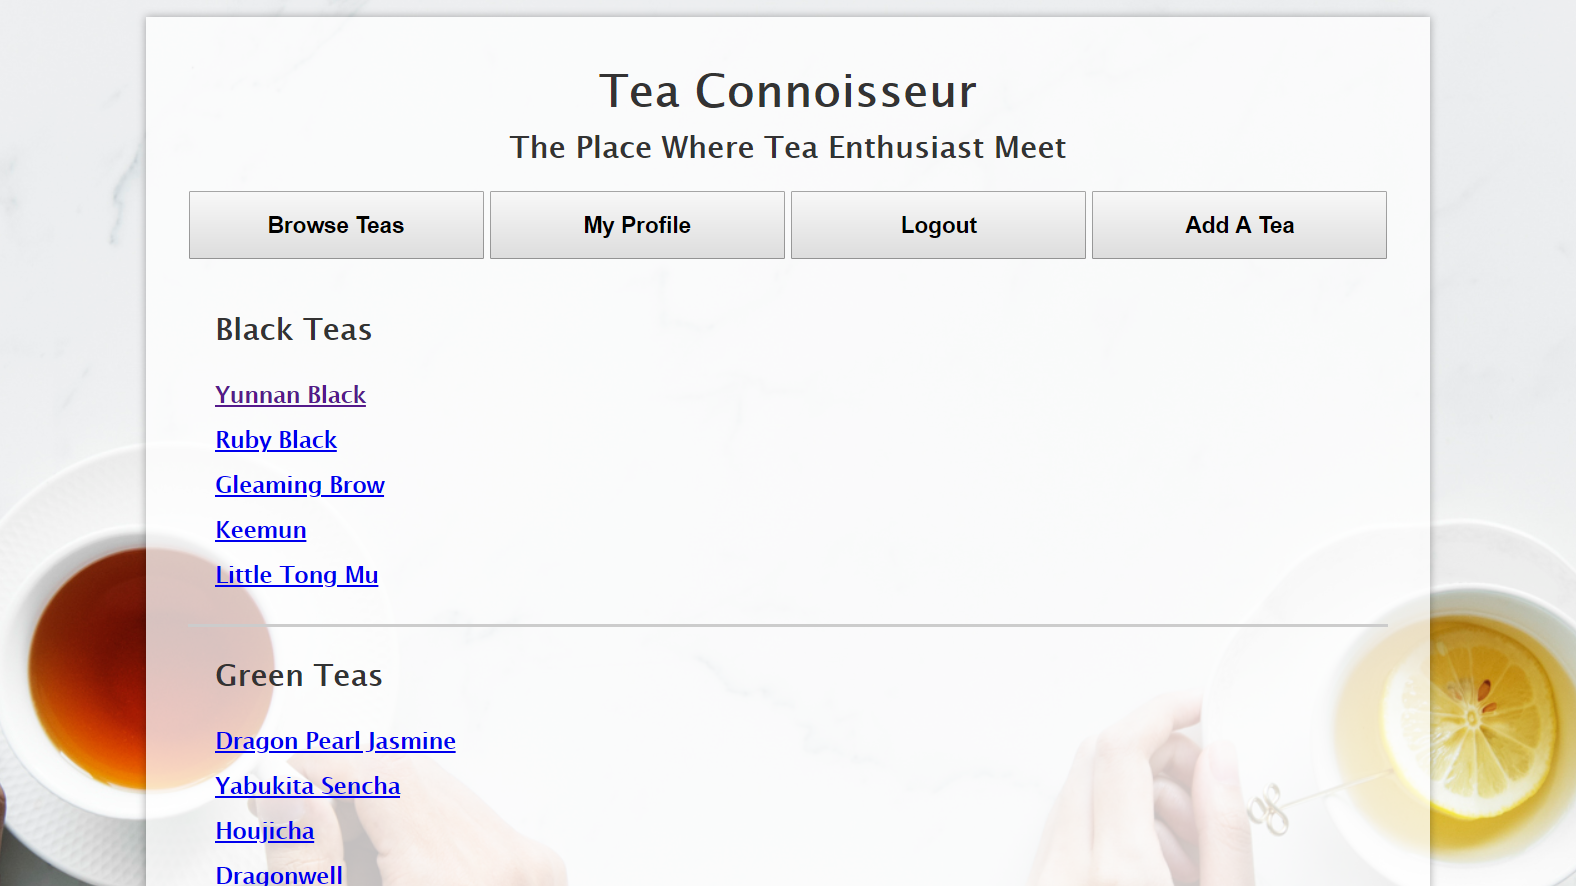 Tea Connoisseur
The Place Where Tea Enthusiast Meet
Browse Teas
My Profile
Logout
Add A Tea
Black Teas
Yunnan Black
Ruby Black
Gleaming Brow
Keemun
Little Tong Mu
Green Teas
Dragon Pearl Jasmine
Yabukita Sencha
Houjicha
Dragonwell